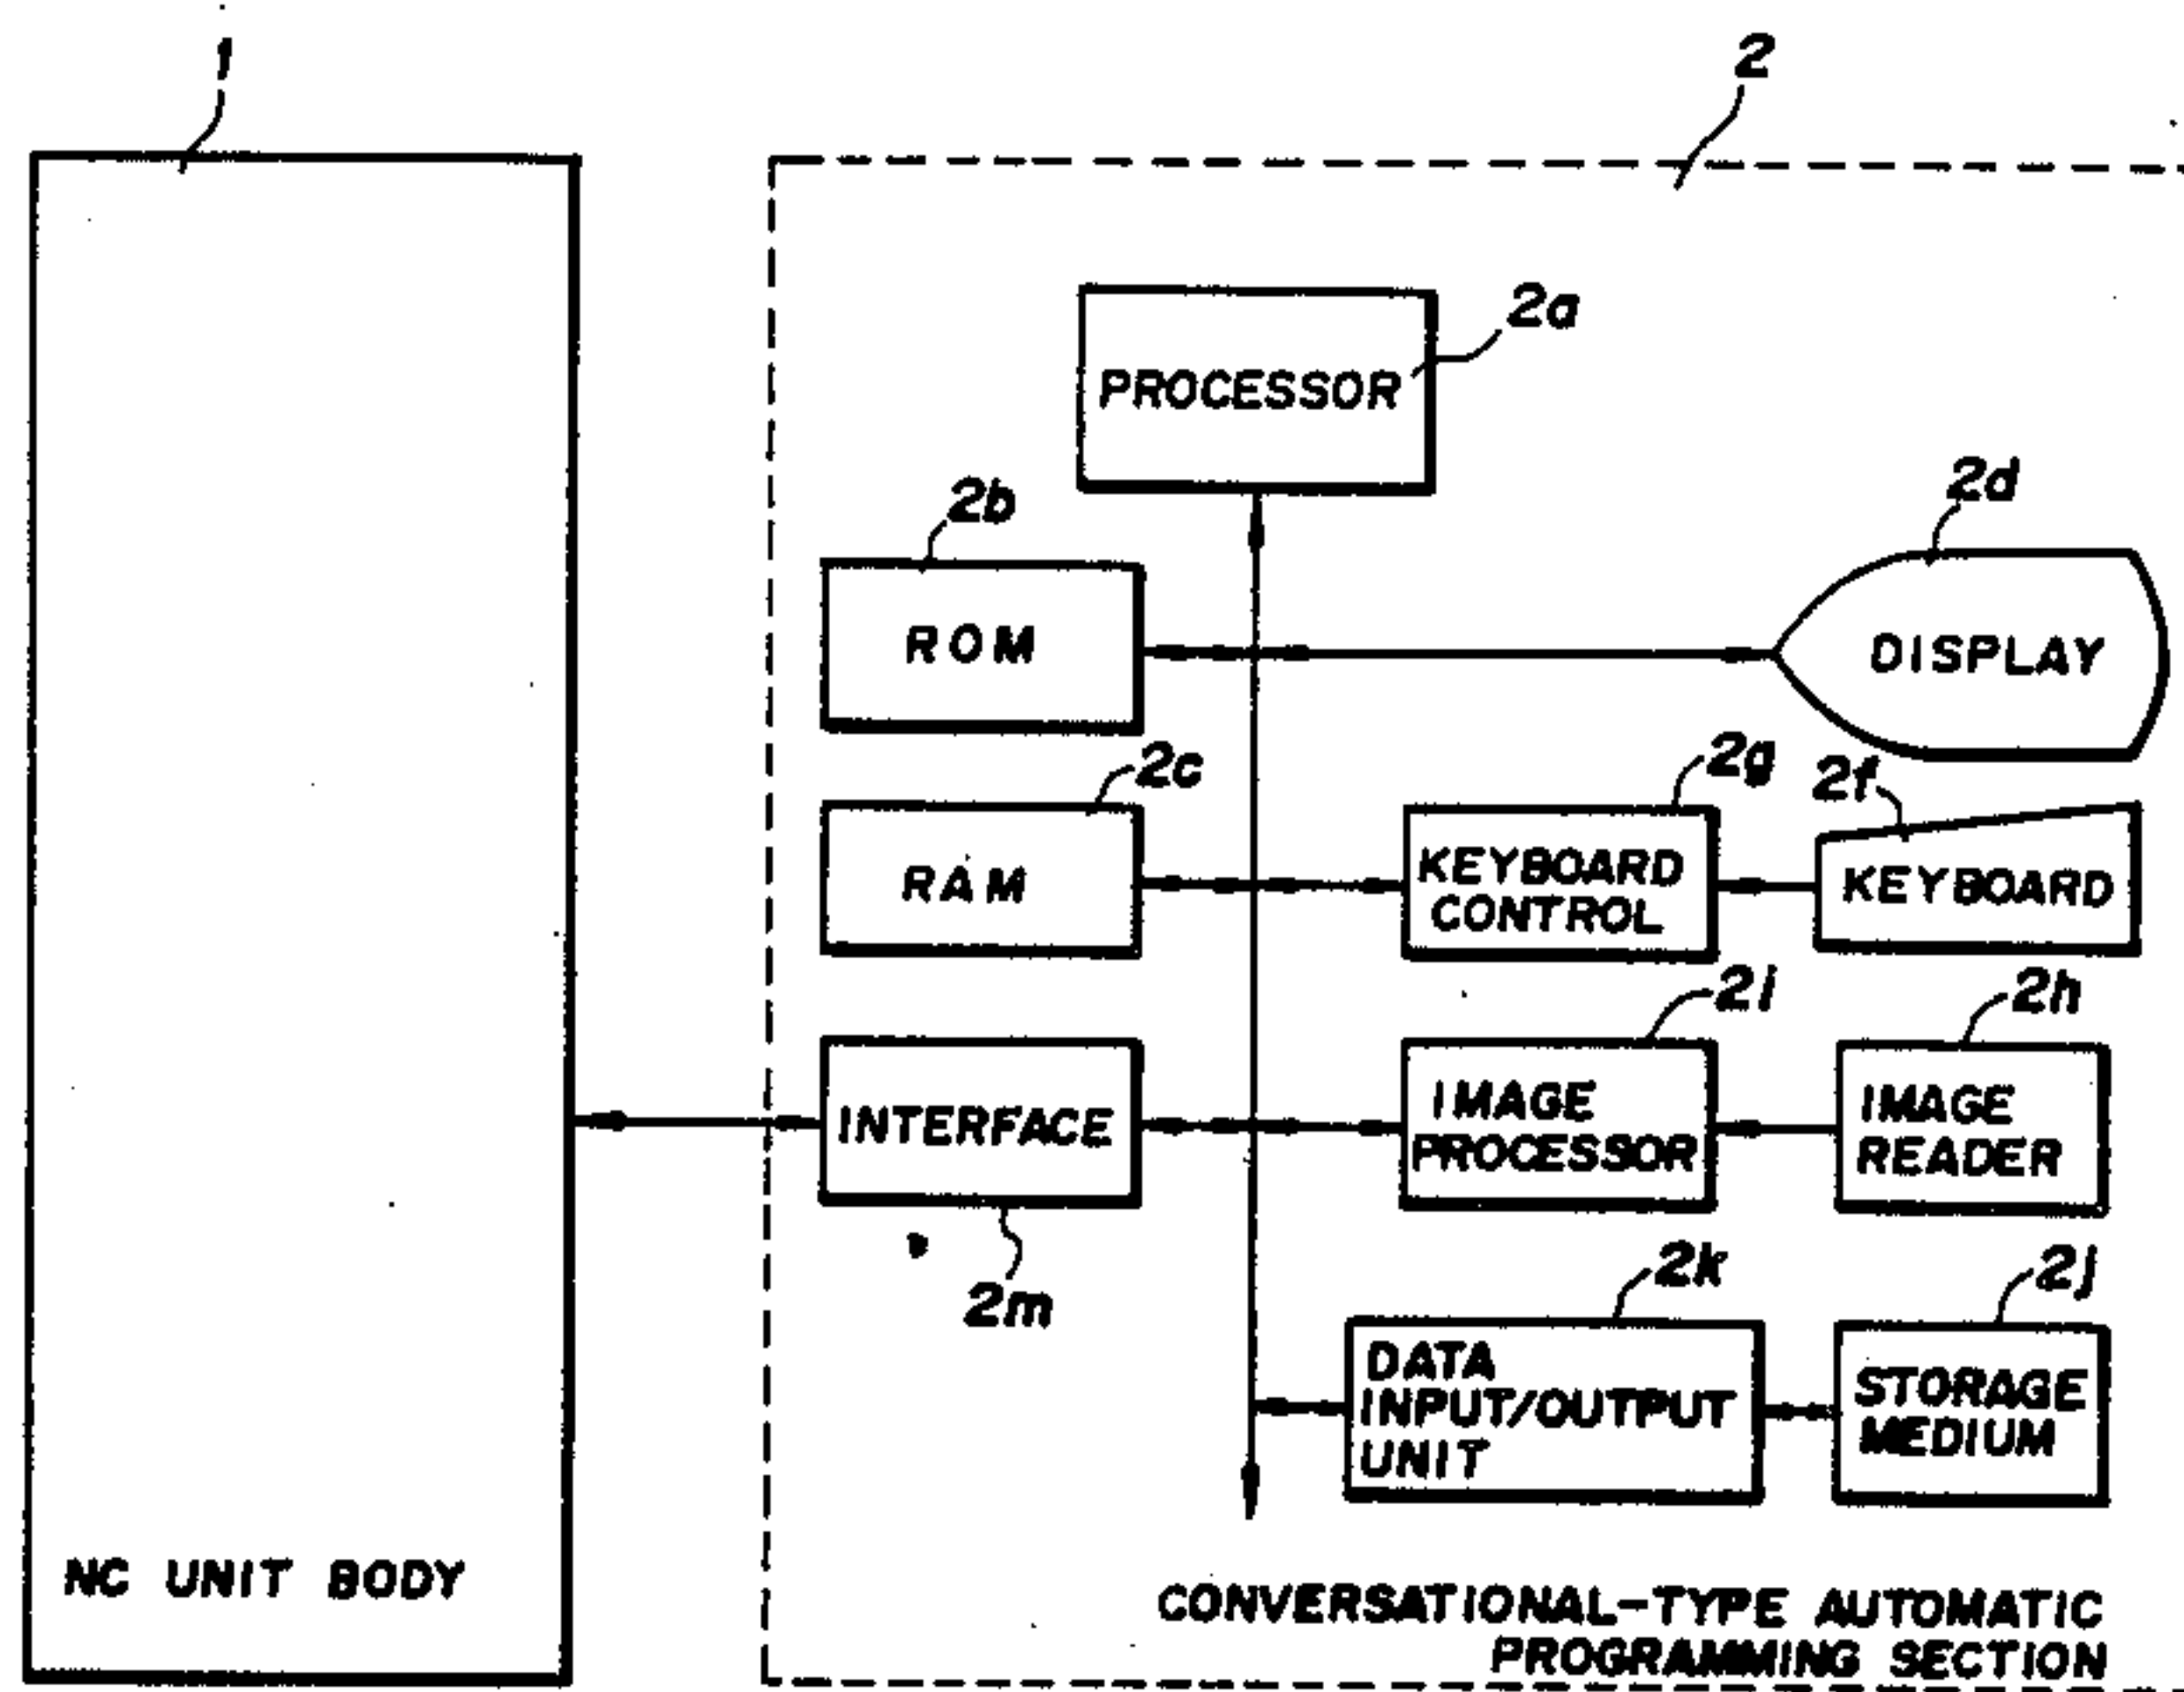 1
2
2a
PROCESSOR
2b
2d
ROM
DISPLAY
2c
2g
2f
RAM
KEYBOARD
CONTROL
KEYBOARD
2i
2h
INTERFACE
IMAGE
PROCESSOR
IMAGE
READER
2m
2k
2j
DATA
INPUT/OUTPUT
UNIT
STORAGE
MEDIUM
NC UNIT BODY
CONVERSATIONAL-TYPE AUTOMATIC
PROGRAMMING SECTION